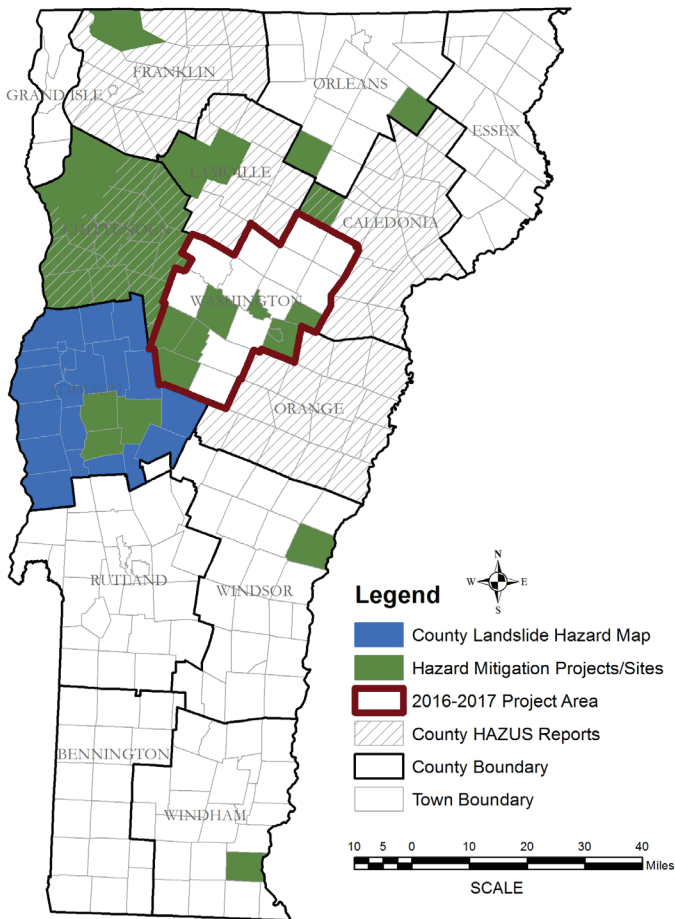 FRANKLIN
ORLEANS
GRAND ISLE
ESSEX
LAMOILLE
CALEDONIA
CHITTENDEN
WASHINGTON
ADDISON
ORANGE
RUTLAND
WINDSOR
BENNINGTON
WINDHAM
N
W E
S
Legend
County Landslide Hazard Map
Hazard Mitigation Projects/Sites
2016-2017 Project Area
County HAZUS Reports
County Boundary
Town Boundary
10 5 0 10 20 30 40
Miles
SCALE